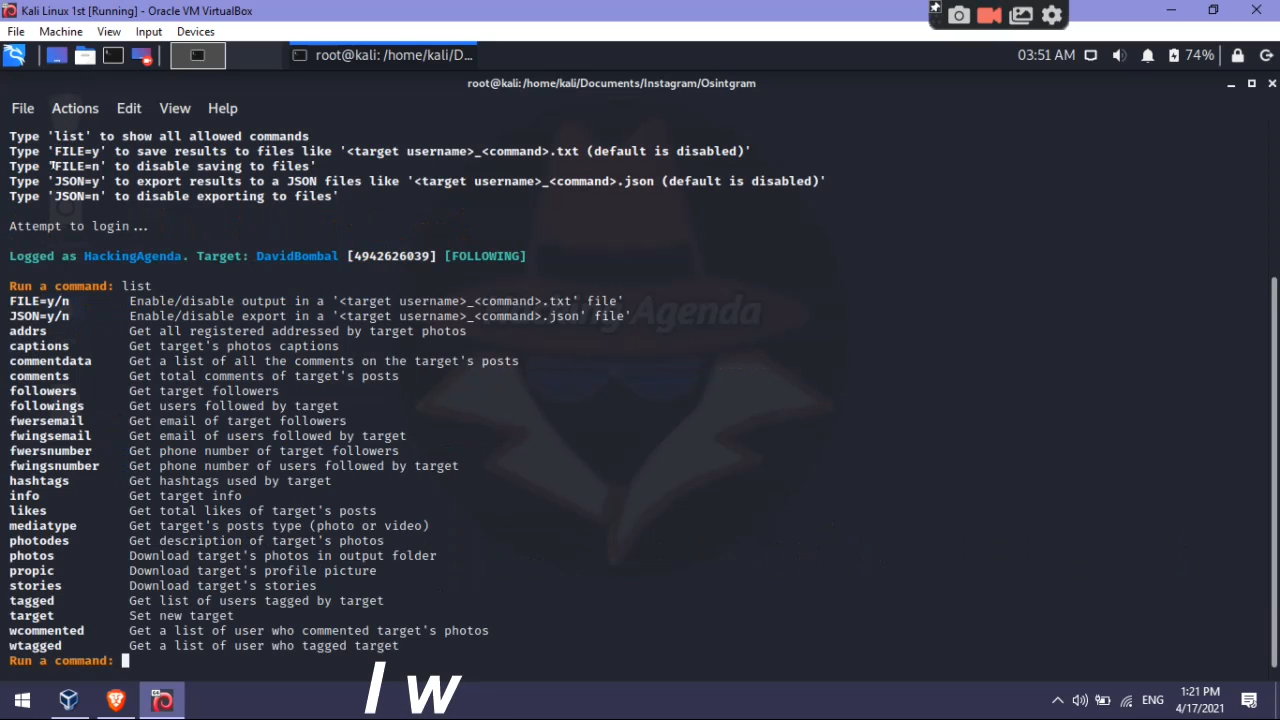 Kali Linux 1st [Running] - Oracle VM VirtualBox
File Machine View Input Devices
root@kali: /home/kali/D... 03:51 AM 74%
root@kali: /home/kali/Documents/Instagram/Osintgram
File Actions Edit View Help
Type 'list' to show all allowed commands
Type 'FILE=y' to save results to files like '<target username>_<command>.txt (default is disabled)'
Type 'FILE=n' to disable saving to files'
Type 'JSON=y' to export results to a JSON files like '<target username>_<command>.json (default is disabled)'
Type 'JSON=n' to disable exporting to files'
Attempt to login...
Logged as HackingAgenda. Target: DavidBombal [4942626039] [FOLLOWING]
Run a command: list
FILE=y/n Enable/disable output in a '<target username>_<command>.txt' file'
JSON=y/n Enable/disable export in a '<target username>_<command>.json' file'
addrs Get all registered addressed by target photos
captions Get target's photos captions
commentdata Get a list of all the comments on the target's posts
comments Get total comments of target's posts
followers Get target followers
followings Get users followed by target
fwersemail Get email of target followers
fwingsemail Get email of users followed by target
fwersnumber Get phone number of target followers
fwingsnumber Get phone number of users followed by target
hashtags Get hashtags used by target
info Get target info
likes Get total likes of target's posts
mediatype Get target's posts type (photo or video)
photodes Get description of target's photos
photos Download target's photos in output folder
propic Download target's profile picture
stories Download target's stories
tagged Get list of users tagged by target
target Set new target
wcommented Get a list of user who commented target's photos
wtagged Get a list of user who tagged target
Run a command:
Hacking Agenda
I w
ENG 1:21 PM
4/17/2021